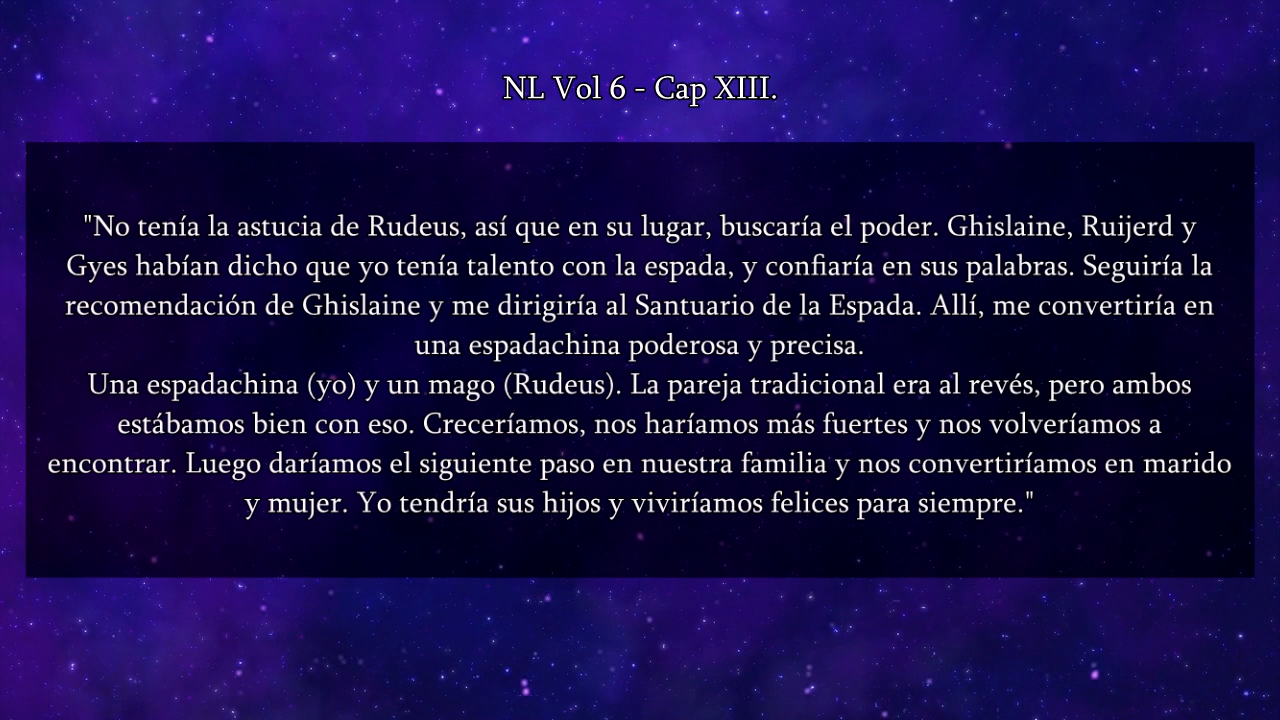 NL Vol 6 - Cap XIII.
"No tenía la astucia de Rudeus, así que en su lugar, buscaría el poder. Ghislaine, Ruijerd y
Gyes habían dicho que yo tenía talento con la espada, y confiaría en sus palabras. Seguiría la
recomendación de Ghislaine y me dirigiría al Santuario de la Espada. Allí, me convertiría en
una espadachina poderosa y precisa.
Una espadachina (yo) y un mago (Rudeus). La pareja tradicional era al revés, pero ambos
estábamos bien con eso. Creceríamos, nos haríamos más fuertes y nos volveríamos a
encontrar. Luego daríamos el siguiente paso en nuestra familia y nos convertiríamos en marido
y mujer. Yo tendría sus hijos y viviríamos felices para siempre."